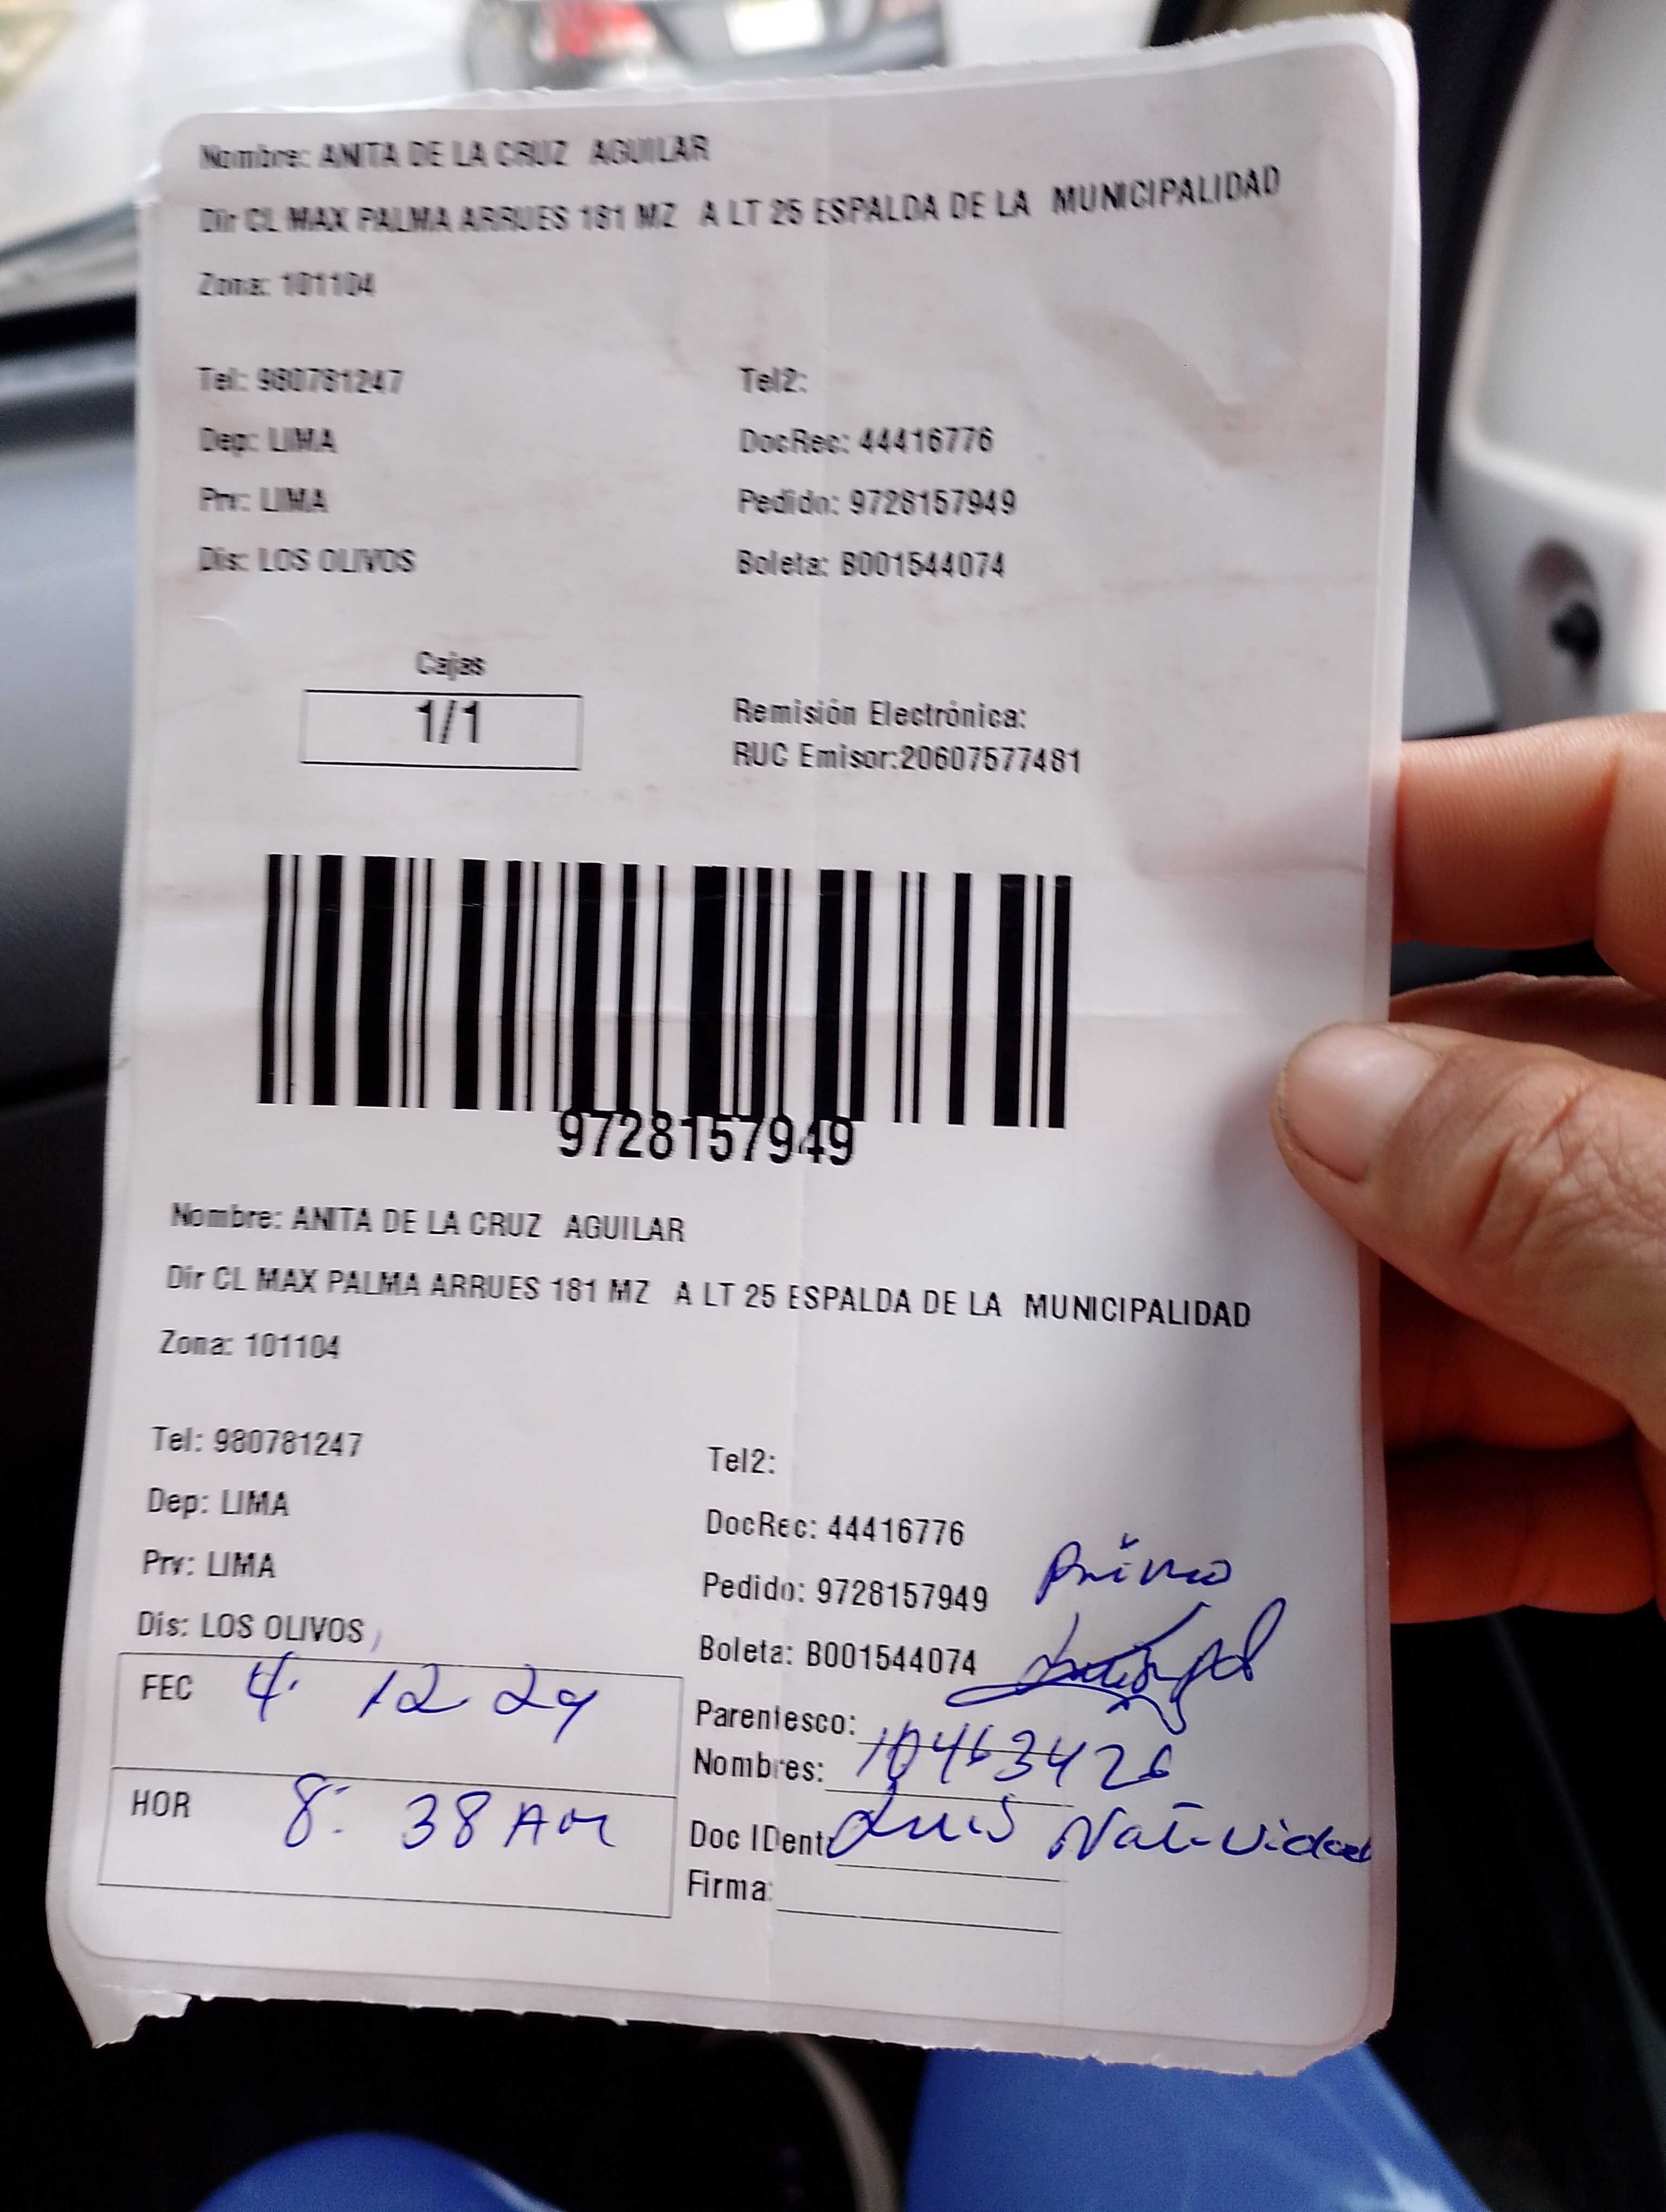 Nombre: ANITA DE LA CRUZ AGUILAR
Dir CL MAX PALMA ARRUES 181 MZ A LT 25 ESPALDA DE LA MUNICIPALIDAD
Zona: 101104
Tel: 980781247 Tel2:
Dep: LIMA DocRec: 44416776
Prv: LIMA Pedido: 9728157949
Dis: LOS OLIVOS Boleta: B001544074
Cajas
1/1
Remisión Electrónica:
RUC Emisor:20607577481
9728157949
Nombre: ANITA DE LA CRUZ AGUILAR
Dir CL MAX PALMA ARRUES 181 MZ A LT 25 ESPALDA DE LA MUNICIPALIDAD
Zona: 101104
Tel: 980781247 Tel2:
Dep: LIMA DocRec: 44416776
Prv: LIMA Pedido: 9728157949 Primo
Dis: LOS OLIVOS Boleta: B001544074
FEC 4. 12 24
HOR 8: 38 AM
Parentesco:
Nombres: 10463426
Doc IDent: Luis Natividad
Firma: